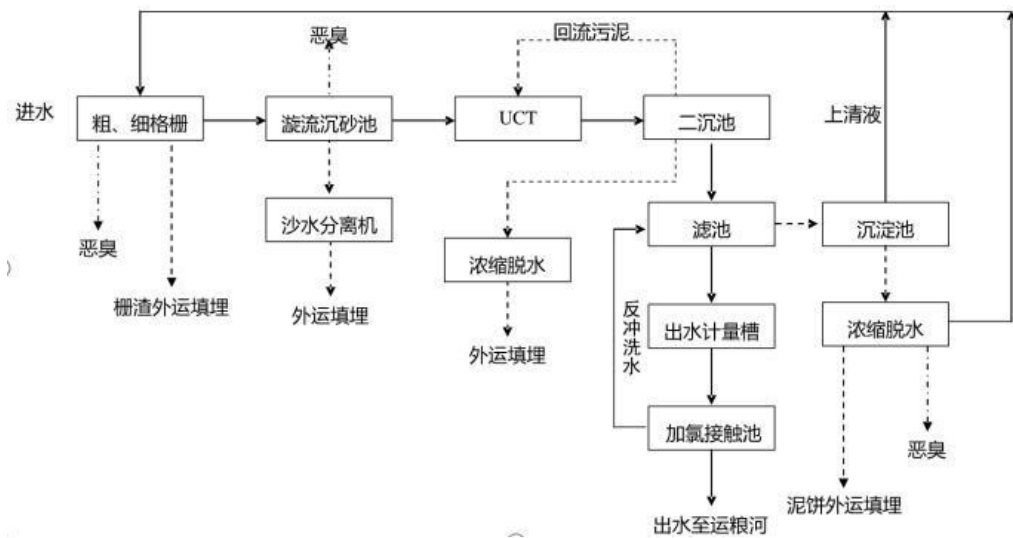 恶臭
回流污泥
进水
粗、细格栅
漩流沉砂池
UCT
二沉池
上清液
沙水分离机
滤池
沉淀池
恶臭
浓缩脱水
栅渣外运填埋
外运填埋
反冲洗水
出水计量槽
浓缩脱水
外运填埋
加氯接触池
恶臭
泥饼外运填埋
出水至运粮河